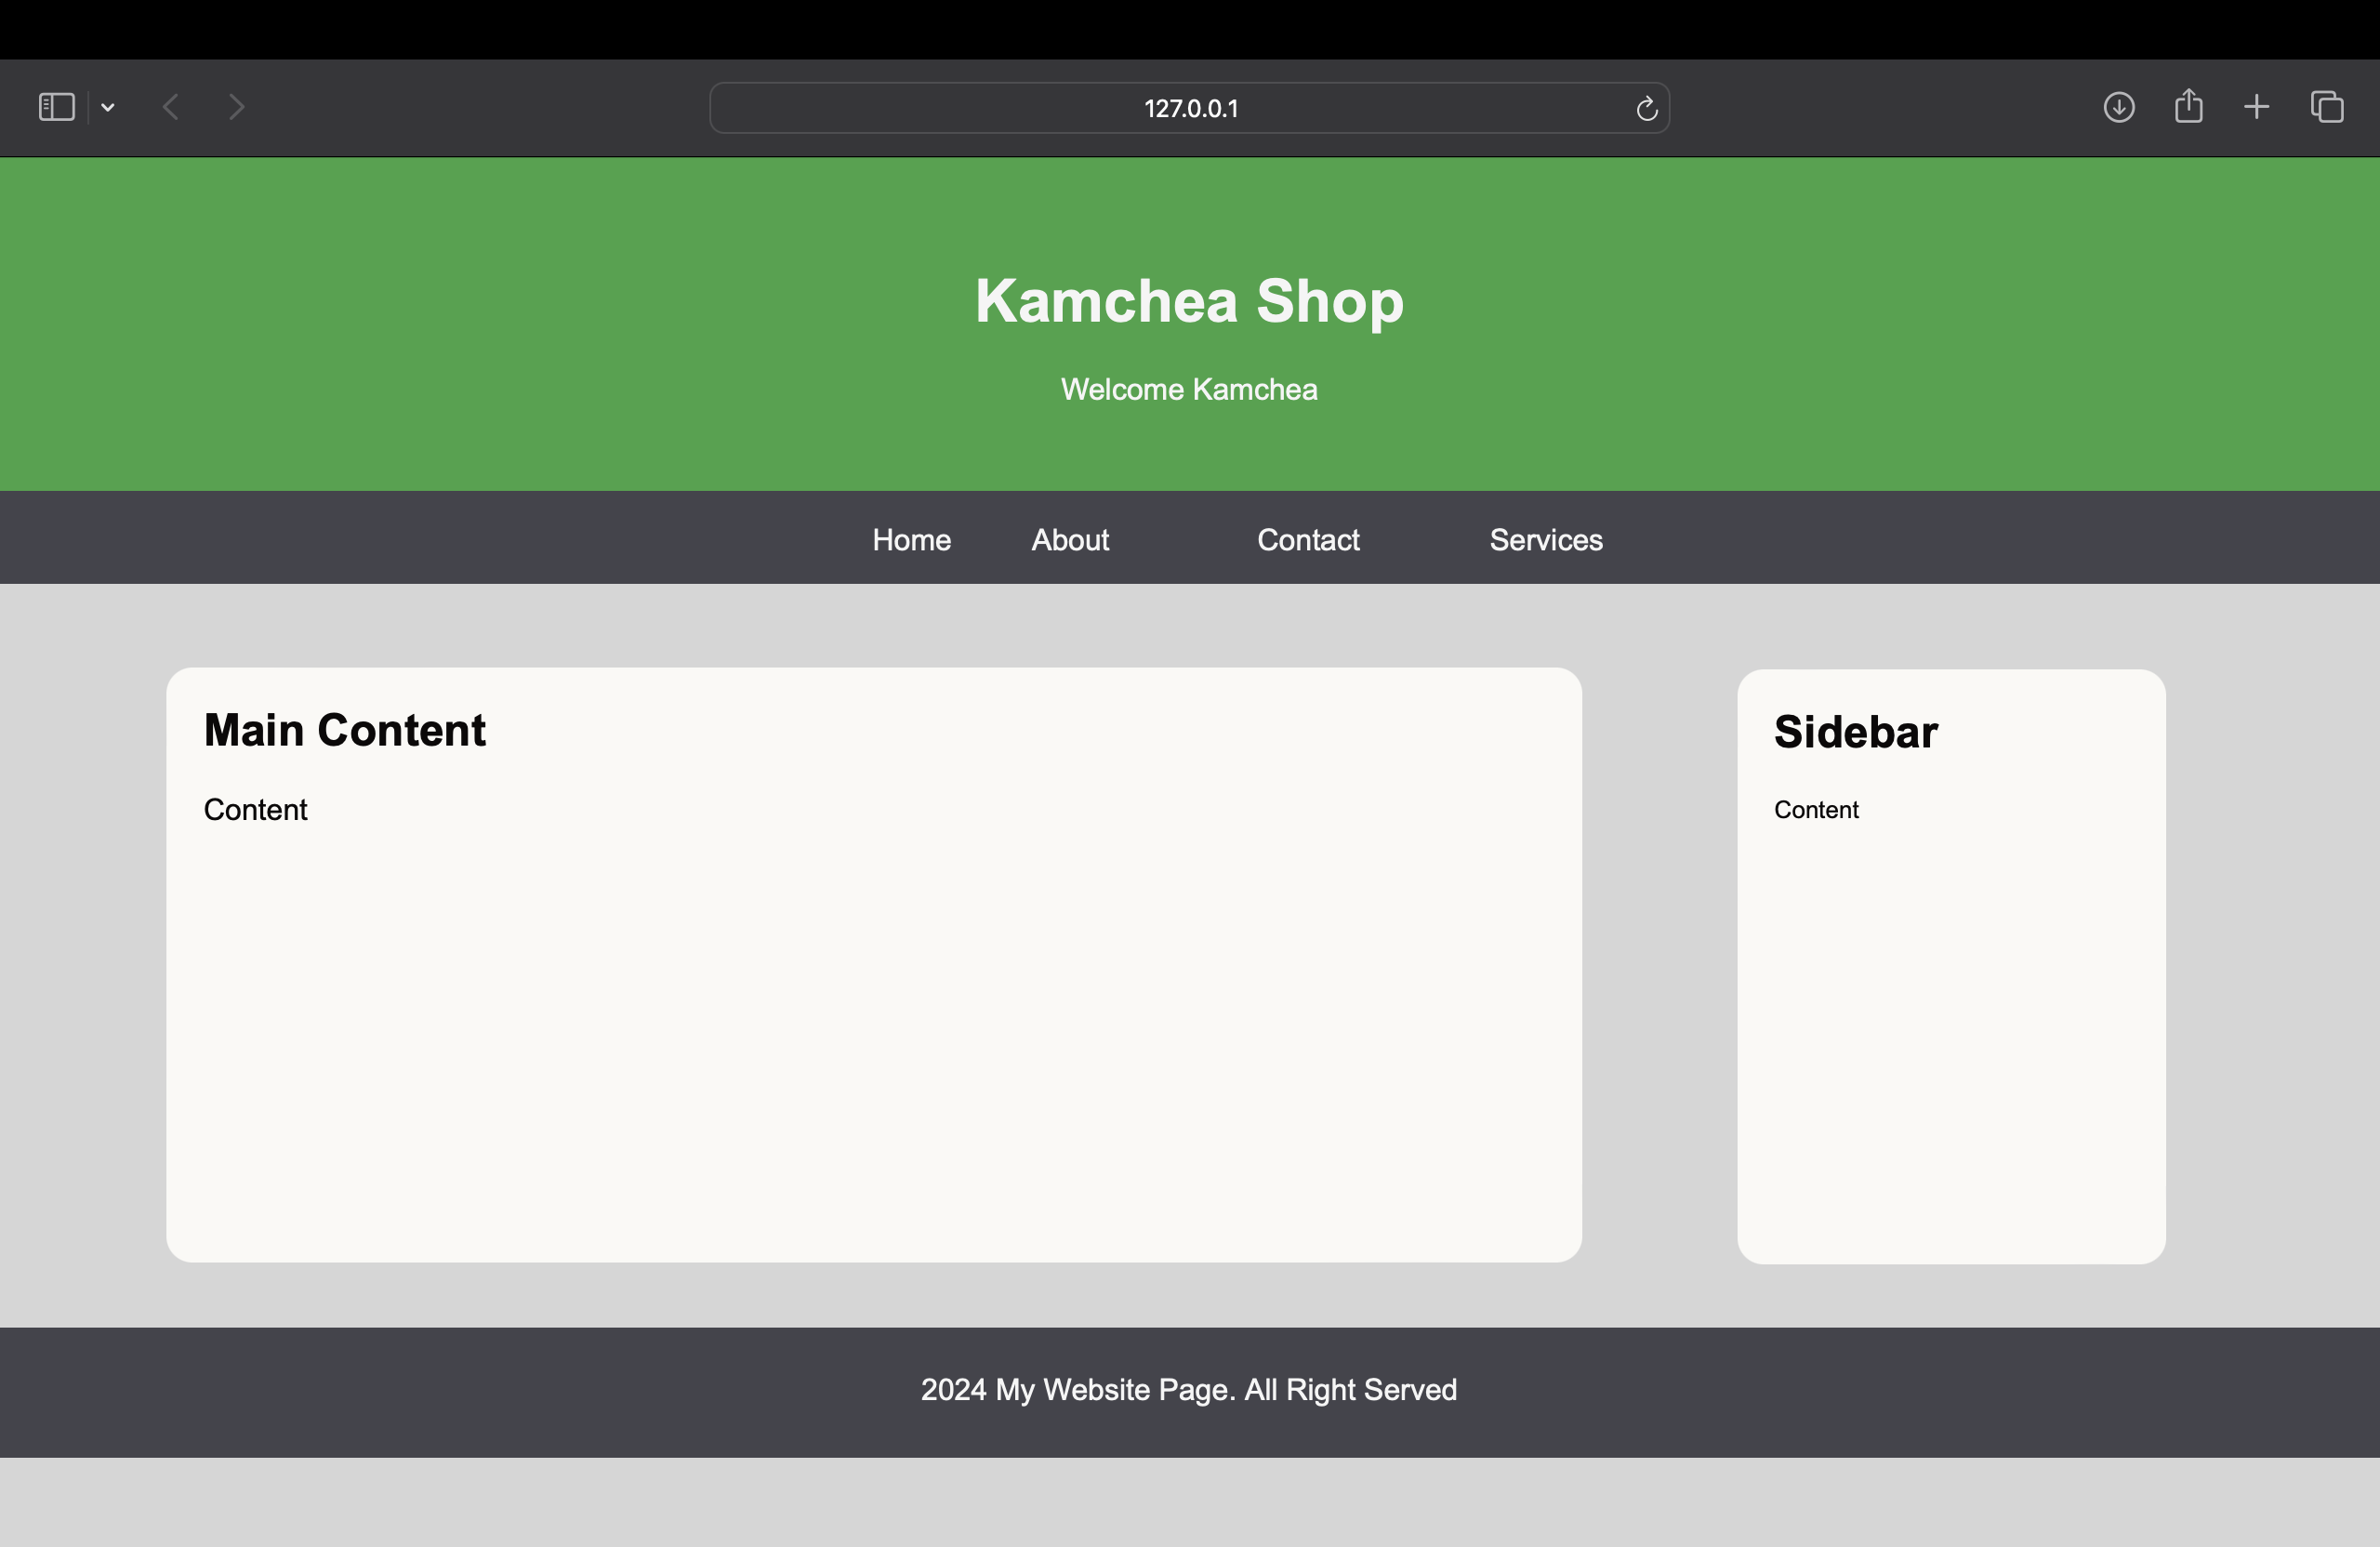 127.0.0.1
Kamchea Shop
Welcome Kamchea
Home About Contact Services
Main Content
Content
Sidebar
Content
2024 My Website Page. All Right Served